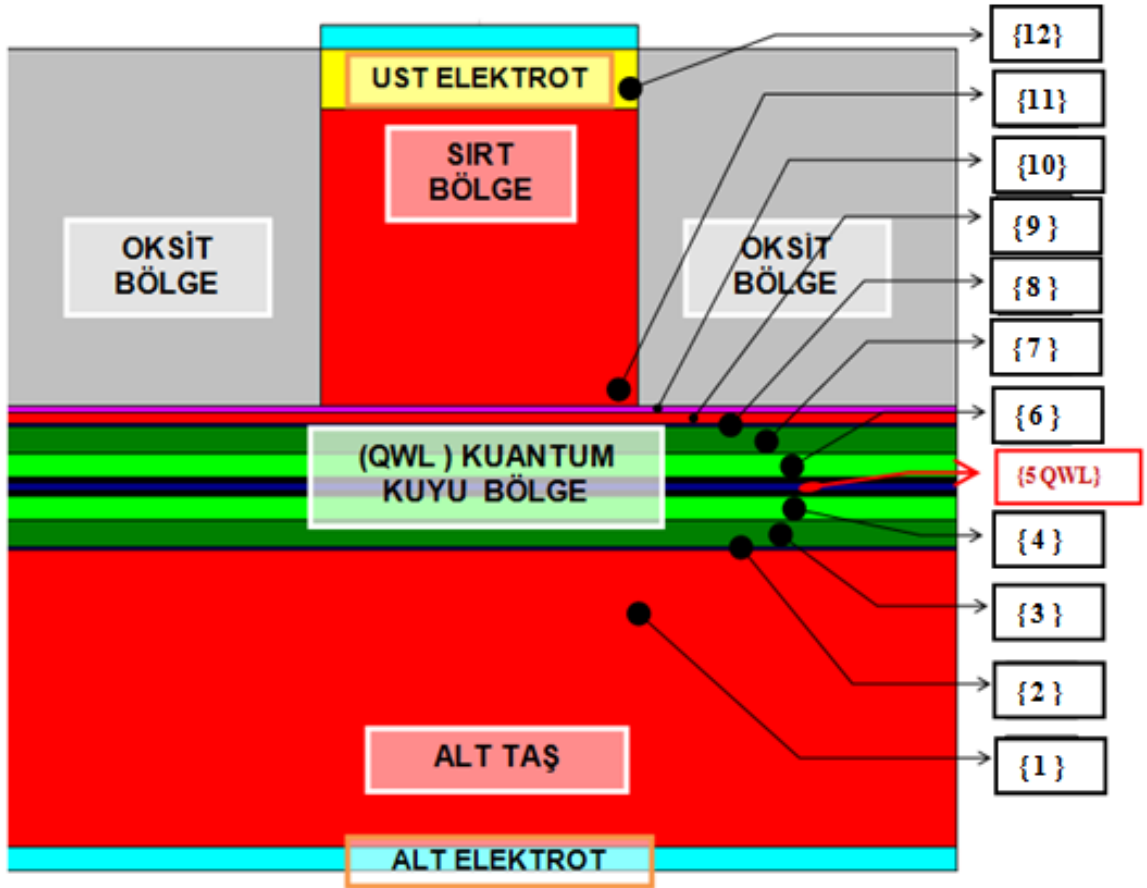 {12}
UST ELEKTROT
{11}
SIRT
BÖLGE
{10}
{9 }
OKSİT
BÖLGE
OKSİT
BÖLGE
{8 }
{7 }
{6 }
(QWL ) KUANTUM
KUYU BÖLGE
{5 QWL}
{4 }
{3 }
{2 }
ALT TAŞ
{1 }
ALT ELEKTROT